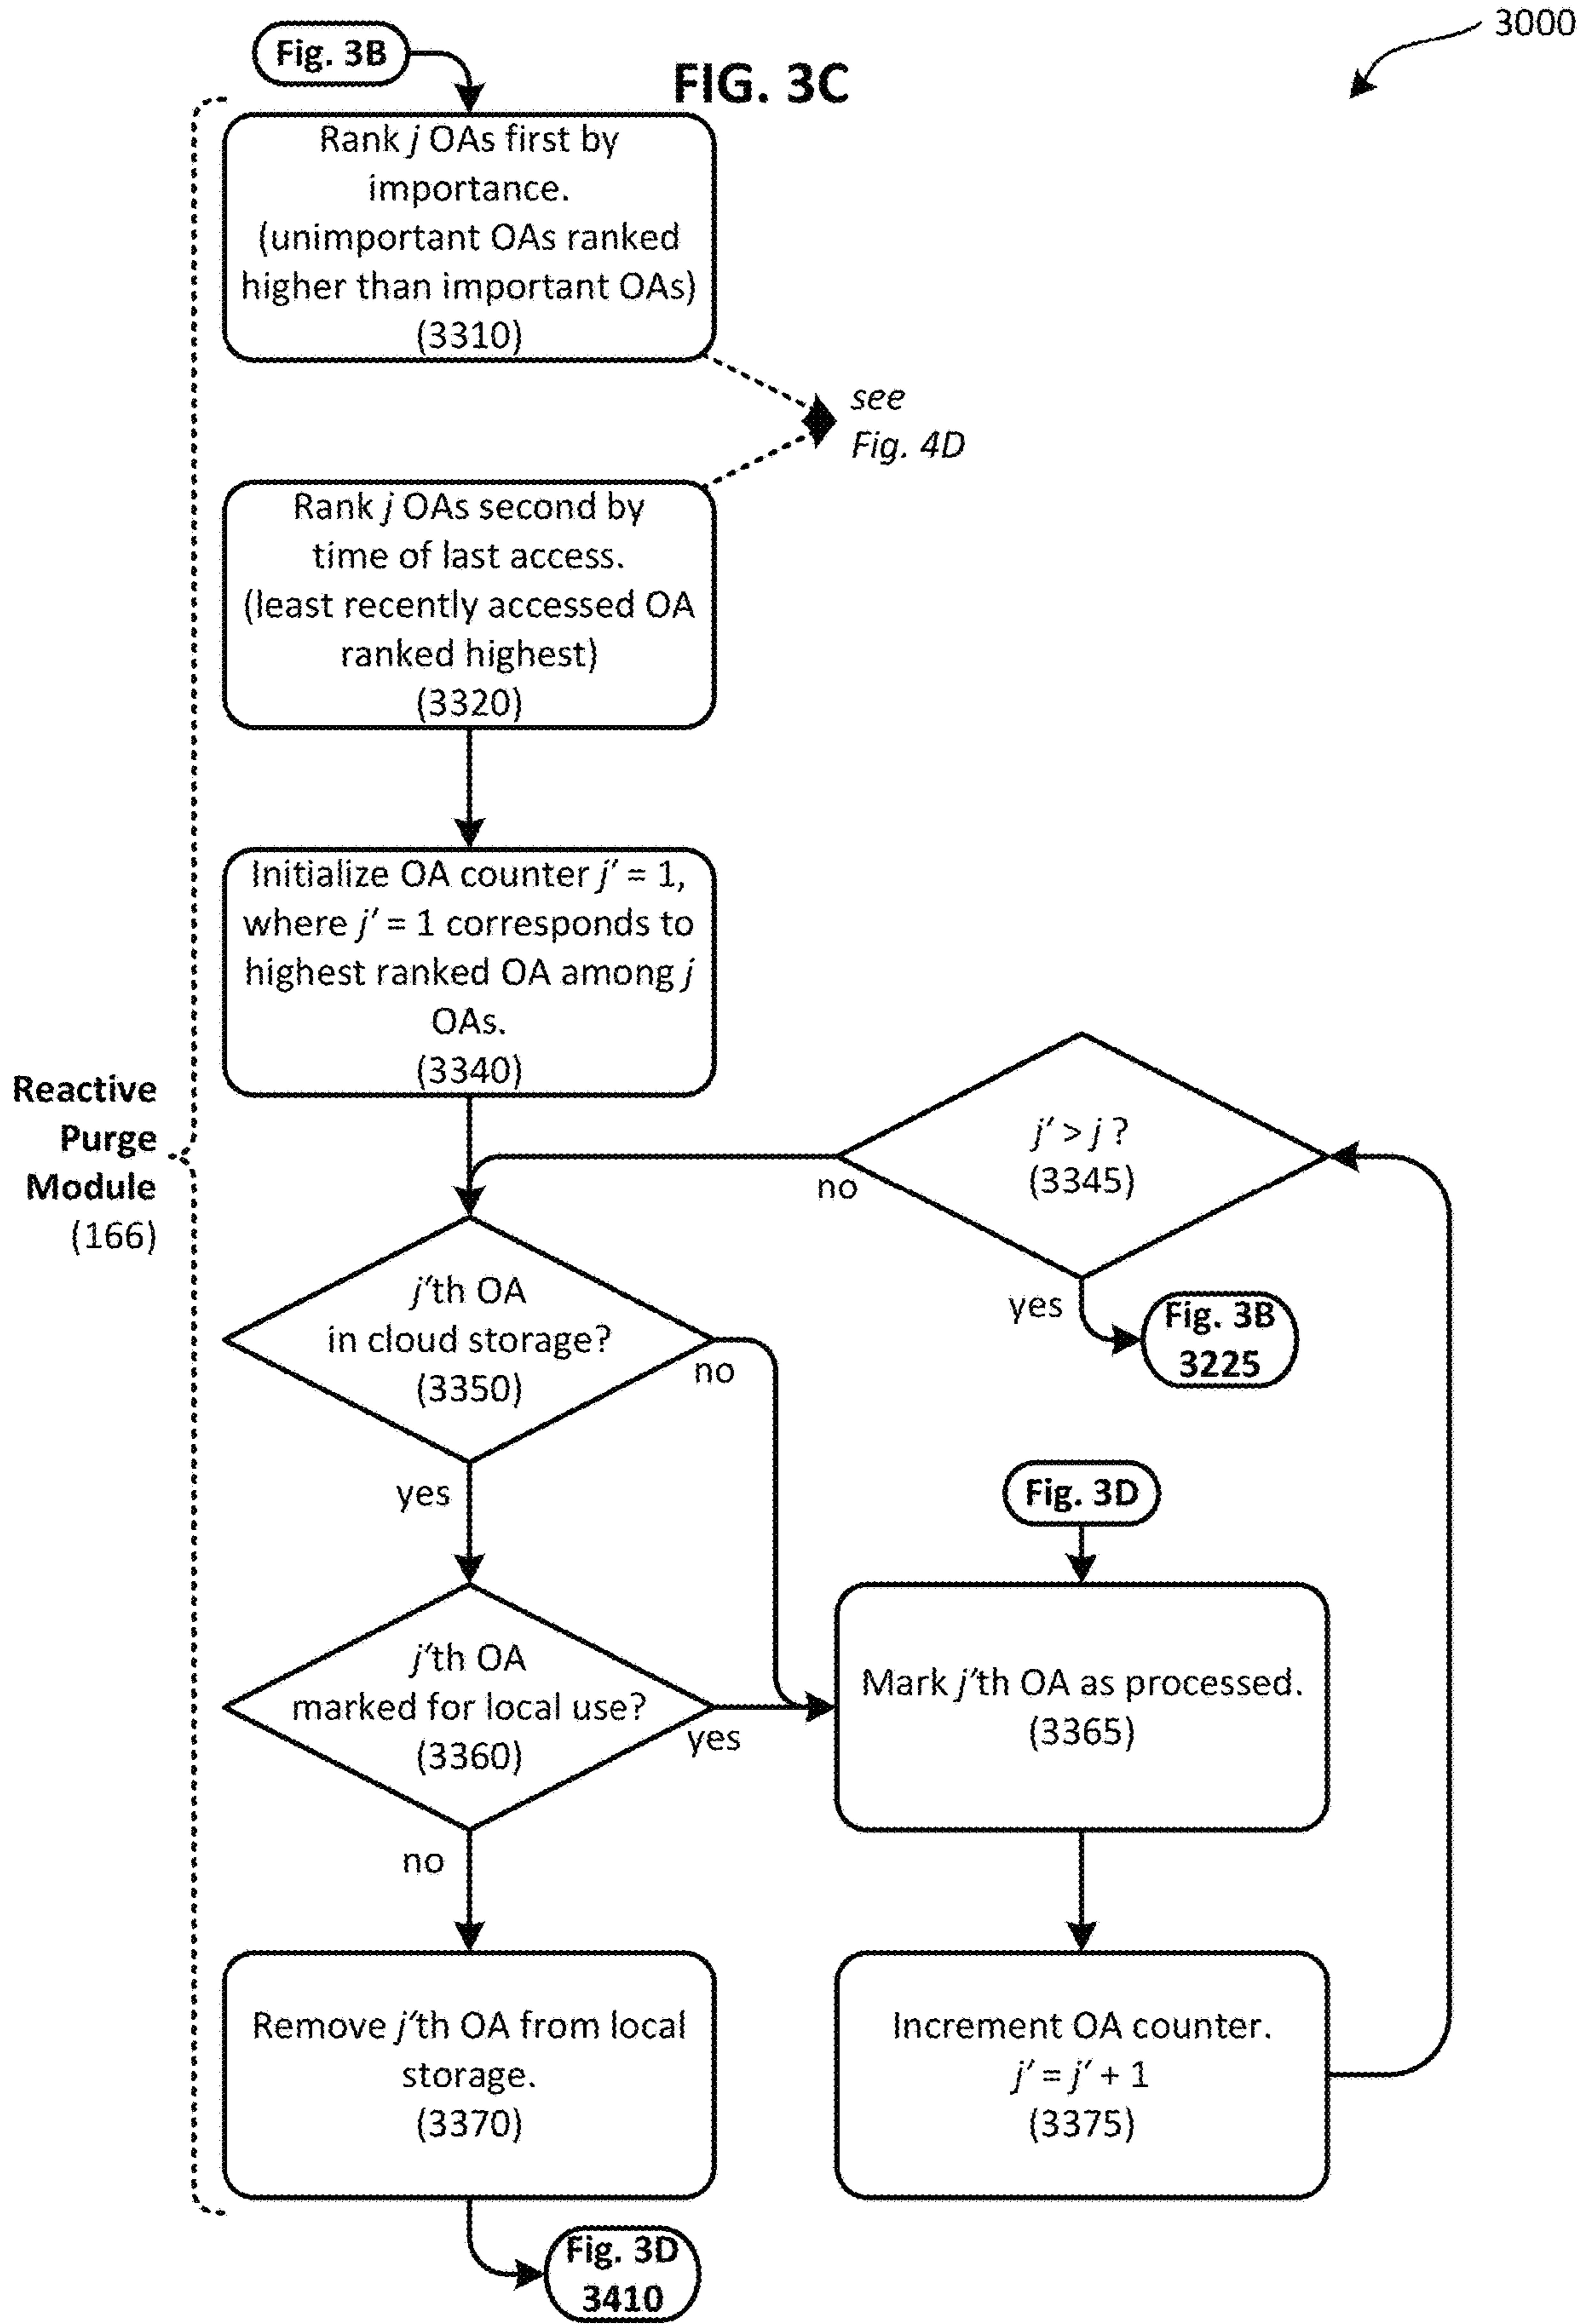 3000
Fig. 3B
FIG. 3C
Rank j OAs first by
importance.
(unimportant OAs ranked
higher than important OAs)
(3310)
see
Fig. 4D
Rank j OAs second by
time of last access.
(least recently accessed OA
ranked highest)
(3320)
Initialize OA counter j' = 1,
where j' = 1 corresponds to
highest ranked OA among j
OAs.
(3340)
Reactive
Purge
Module
(166)
j' > j ?
(3345)
no
yes
Fig. 3B
3225
j'th OA
in cloud storage?
(3350)
no
yes
Fig. 3D
j'th OA
marked for local use?
(3360)
yes
no
Mark j'th OA as processed.
(3365)
Remove j'th OA from local
storage.
(3370)
Increment OA counter.
j' = j' + 1
(3375)
Fig. 3D
3410